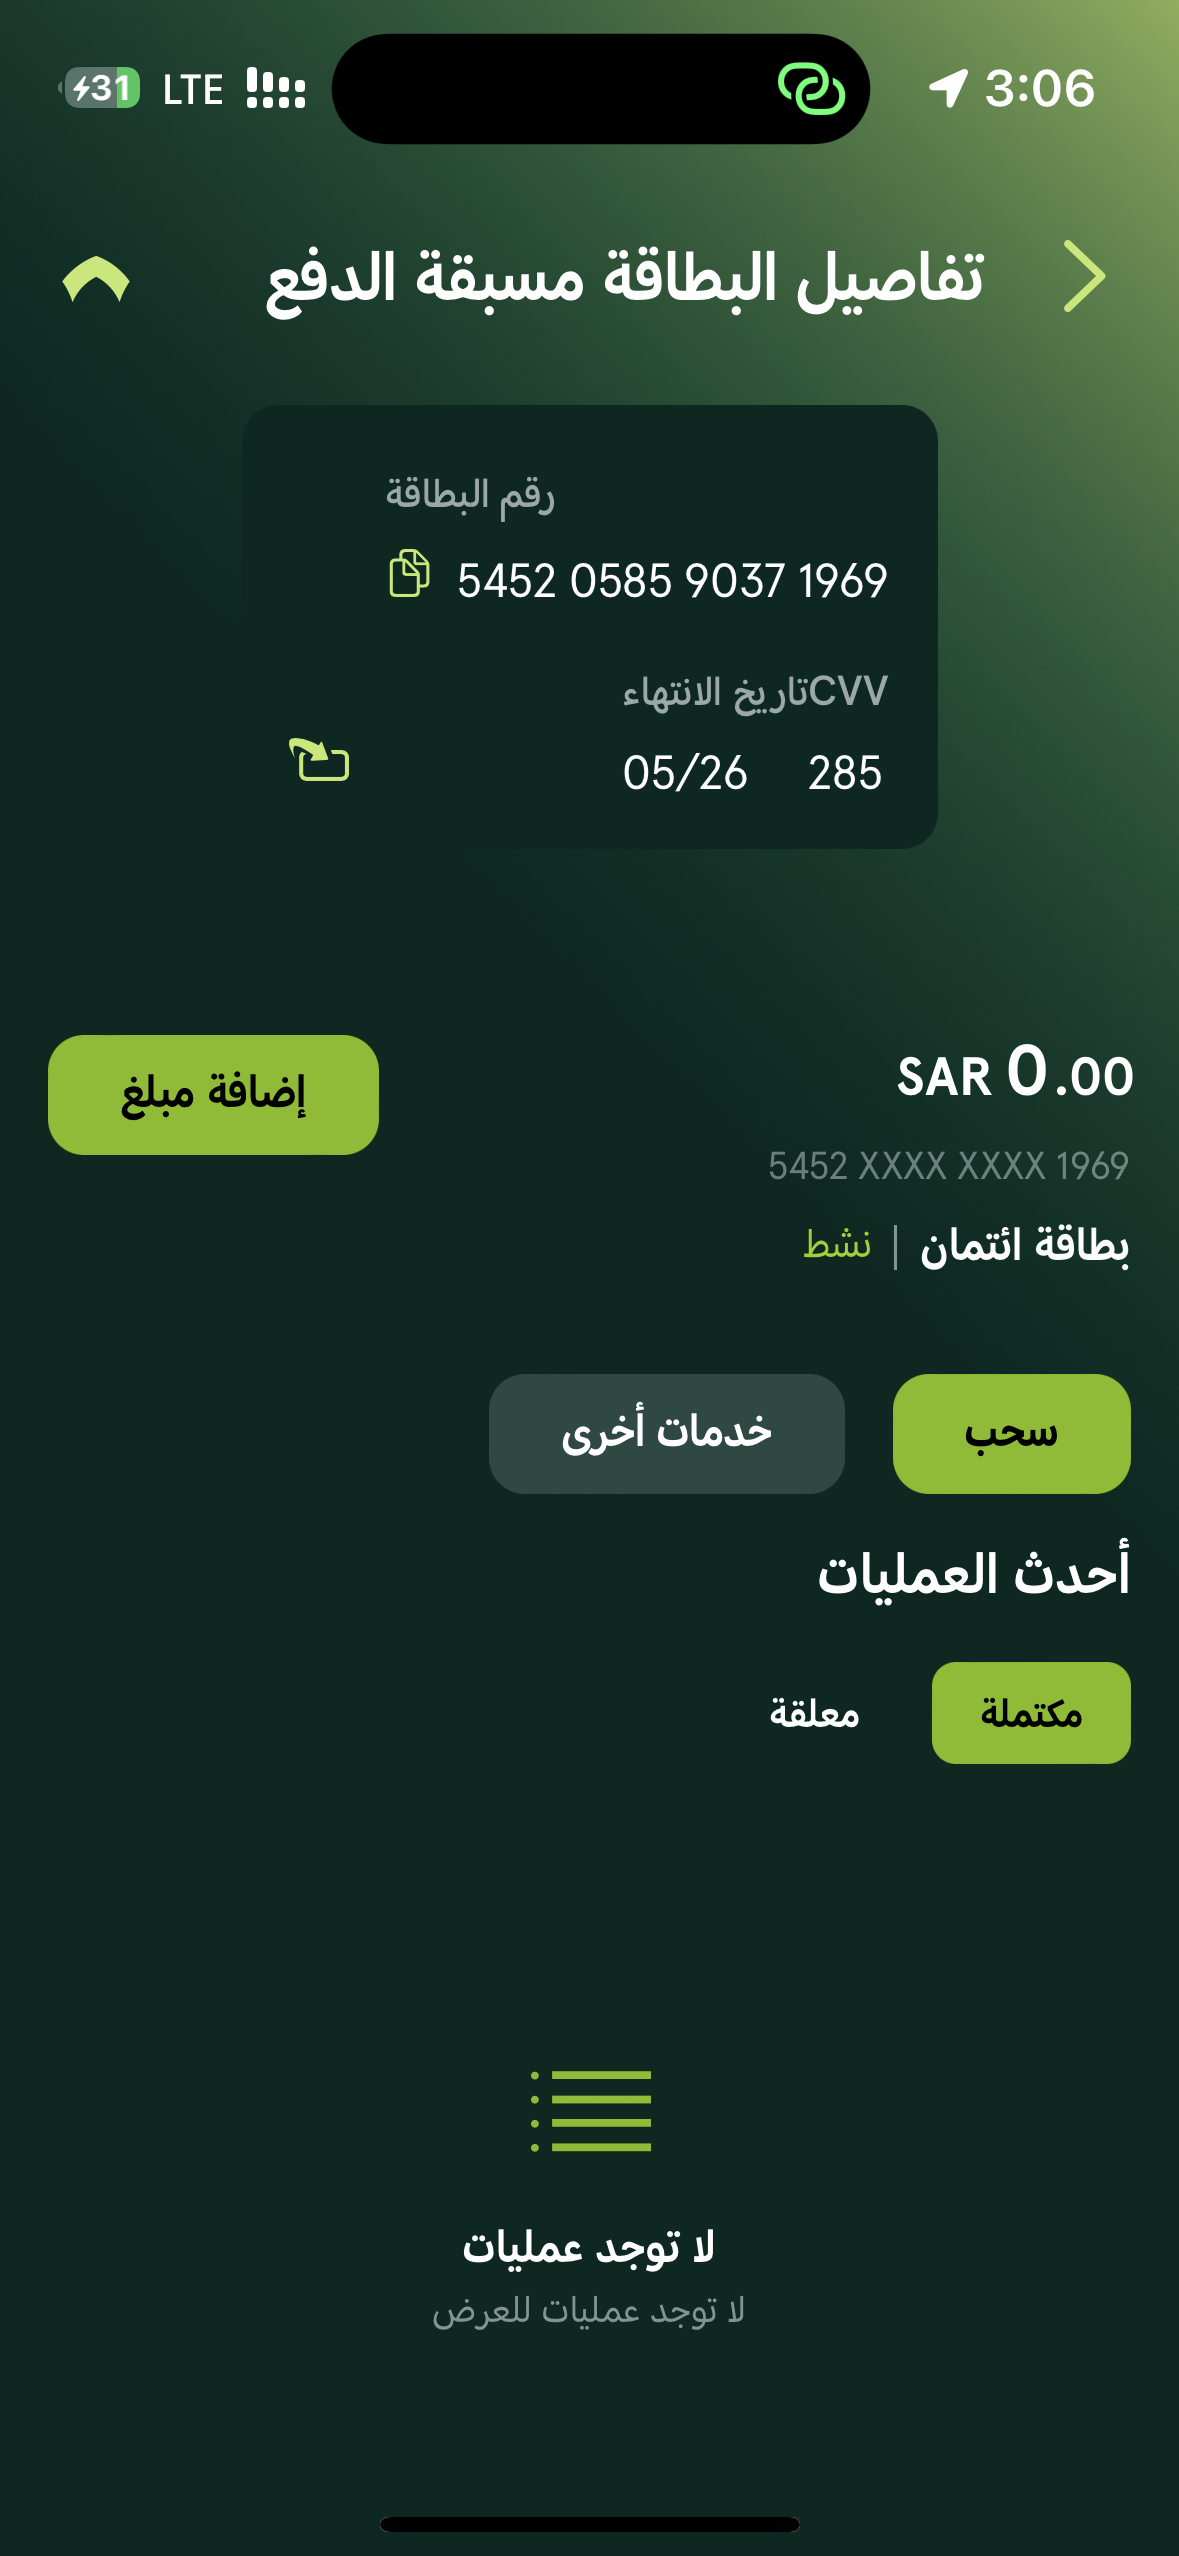 3:06
LTE
31
تفاصيل البطاقة مسبقة الدفع
رقم البطاقة
5452 0585 9037 1969
CVVتاريخ الانتهاء
285 05/26
SAR 0.00
إضافة مبلغ
5452 XXXX XXXX 1969
بطاقة ائتمان | نشط
سحب
خدمات أخرى
أحدث العمليات
مكتملة
معلقة
لا توجد عمليات
لا توجد عمليات للعرض